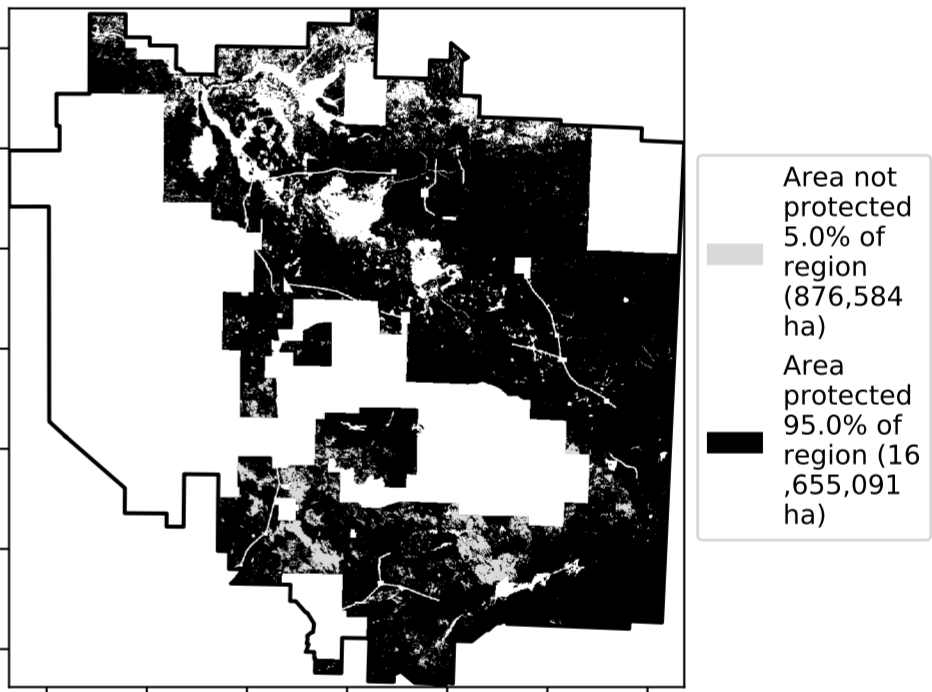 Area not
protected
5.0% of
region
(876,584
ha)
Area
protected
95.0% of
region (16
,655,091
ha)